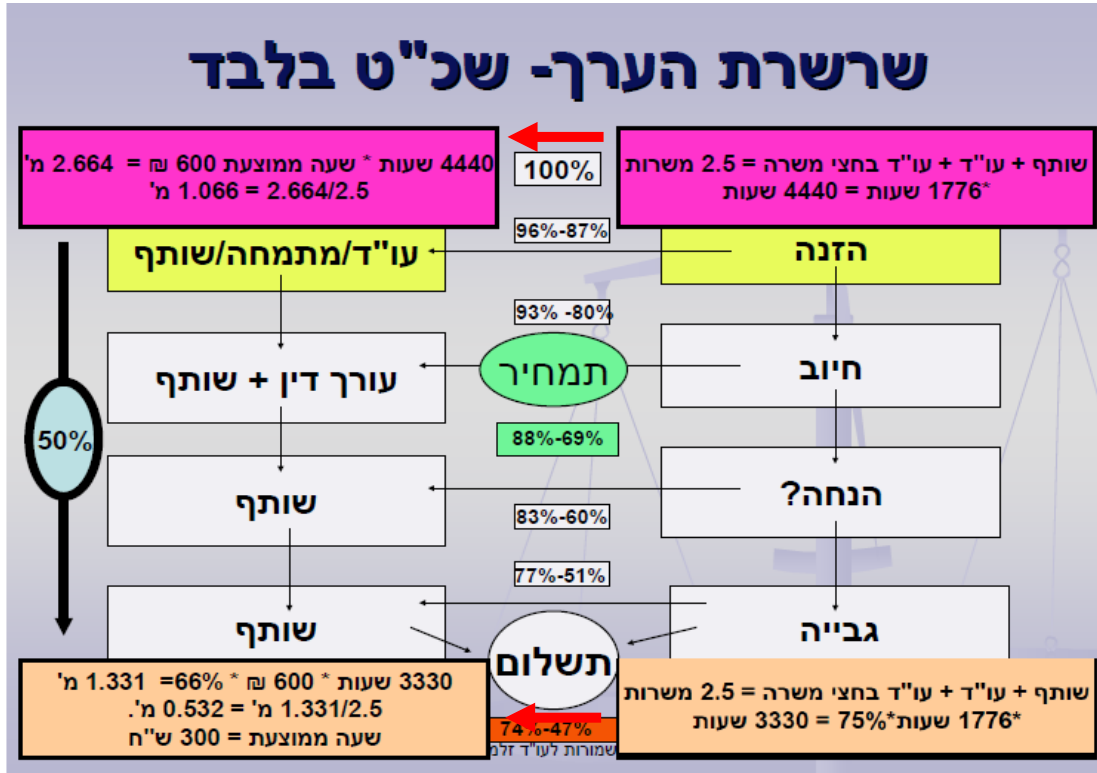 שרשרת הערך- שכ"ט בלבד
שותף + עו"ד + עו"ד בחצי משרה = 2.5 משרות
*1776 שעות = 4440 שעות
100%
4440 שעות * שעה ממוצעת 600 ₪ = 2.664 מ'
2.664/2.5 = 1.066 מ'
96%-87%
הזנה
עו"ד/מתמחה/שותף
93% -80%
חיוב
תמחיר
עורך דין + שותף
50%
88%-69%
הנחה?
שותף
83%-60%
77%-51%
גבייה
תשלום
שותף
שותף + עו"ד + עו"ד בחצי משרה = 2.5 משרות
*1776 שעות*75% = 3330 שעות
74%-47%
שמורות לעו"ד זלמ
3330 שעות * 600 ₪ * 66%= 1.331 מ'
1.331/2.5 מ' = 0.532 מ'.
שעה ממוצעת = 300 ש"ח